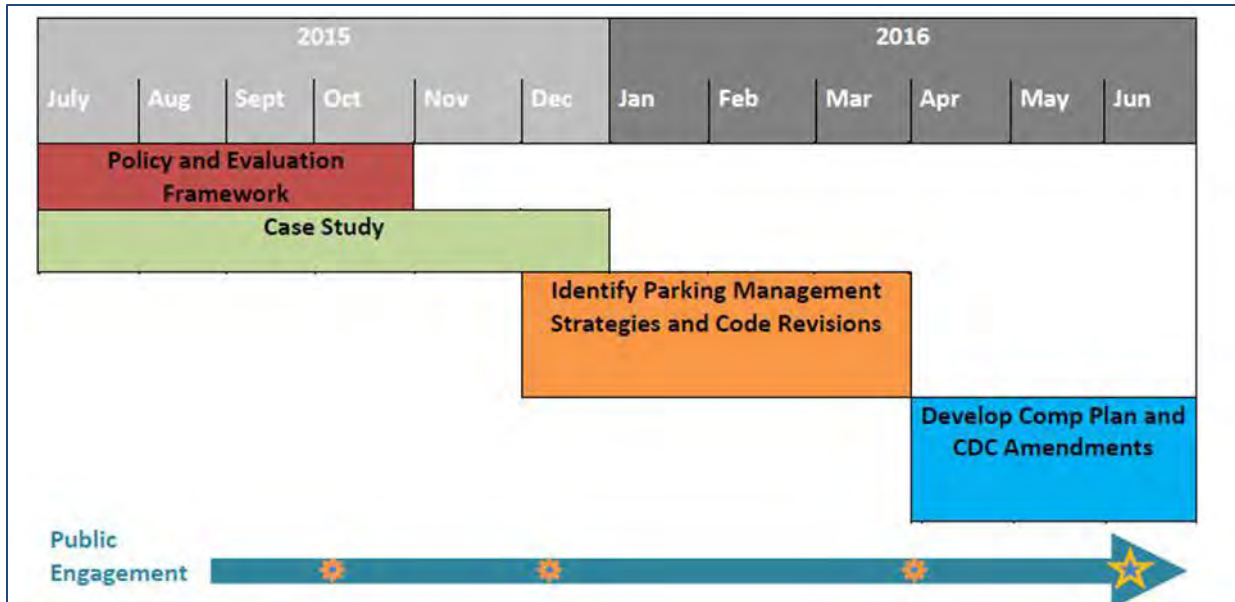 2015 2016
July Aug Sept Oct Nov Dec Jan Feb Mar Apr May Jun
Policy and Evaluation
Framework
Case Study
Identify Parking Management
Strategies and Code Revisions
Develop Comp Plan and
CDC Amendments
Public
Engagement